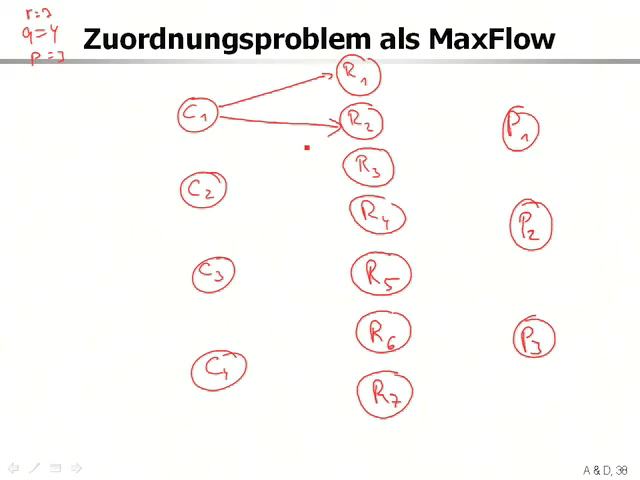 r=3
q=4
p=3
Zuordnungsproblem als MaxFlow
C1
C2
C3
C4
R1
R2
R3
R4
R5
R6
R7
P1
P2
P3
A & D, 38